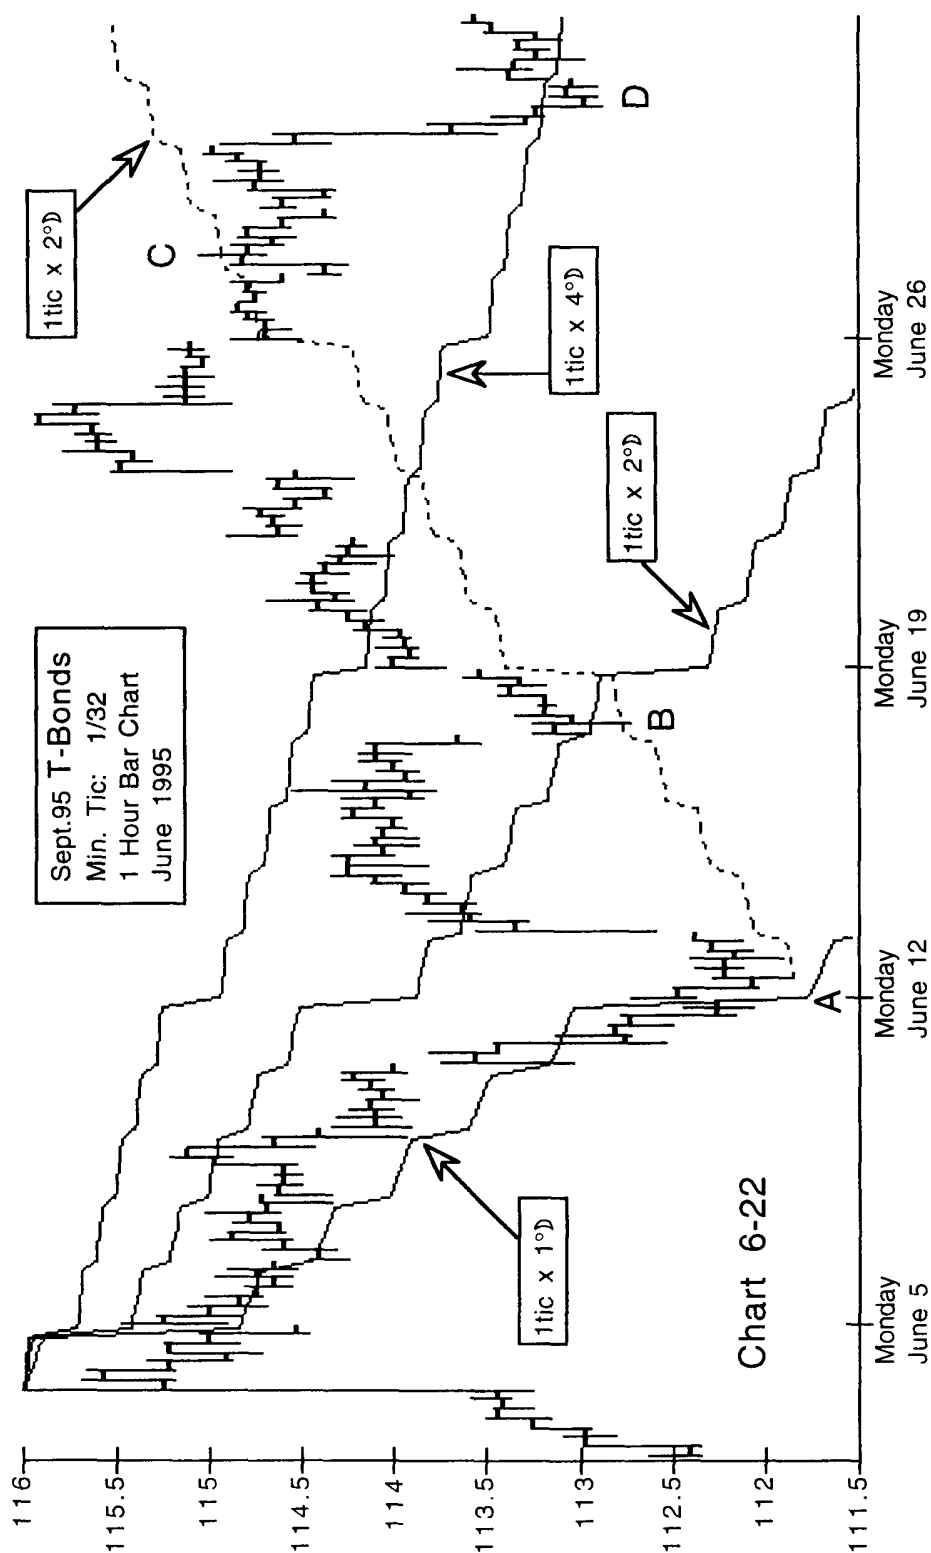 Sept.95 T-Bonds
Min. Tic: 1/32
1 Hour Bar Chart
June 1995
1tic x 2°☽
1tic x 4°☽
1tic x 2°☽
1tic x 1°☽
A
B
C
D
Chart 6-22
116
115.5
115
114.5
114
113.5
113
112.5
112
111.5
Monday
June 5
Monday
June 12
Monday
June 19
Monday
June 26